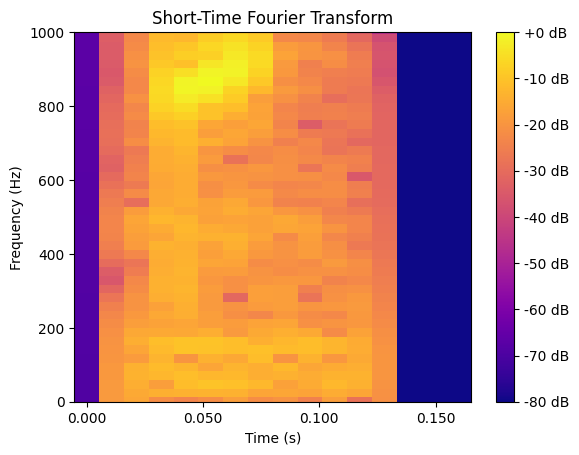 Short-Time Fourier Transform
1000
800
600
400
200
0
Frequency (Hz)
0.000
0.050
0.100
0.150
Time (s)
+0 dB
-10 dB
-20 dB
-30 dB
-40 dB
-50 dB
-60 dB
-70 dB
-80 dB